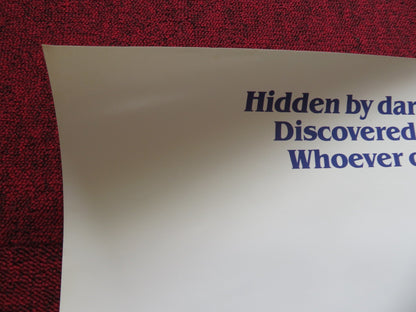 Hidden by dar
Discovered
Whoever